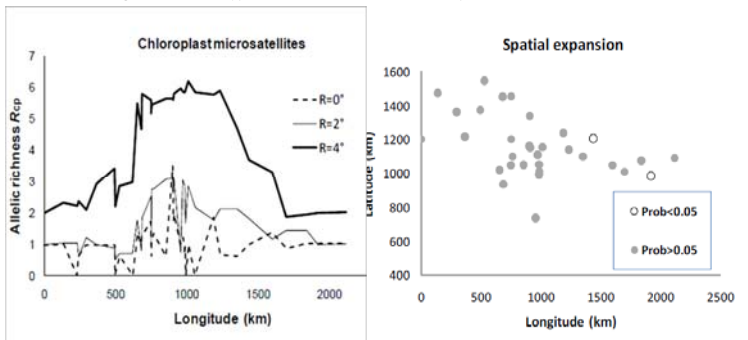 Chloroplast microsatellites
Allelic richness Rcp
7
6
5
4
3
2
1
0
R=0°
R=2°
R=4°
0 500 1000 1500 2000
Longitude (km)
Spatial expansion
Latitude (km)
1600
1400
1200
1000
800
600
400
Prob<0.05
Prob>0.05
0 500 1000 1500 2000 2500
Longitude (km)